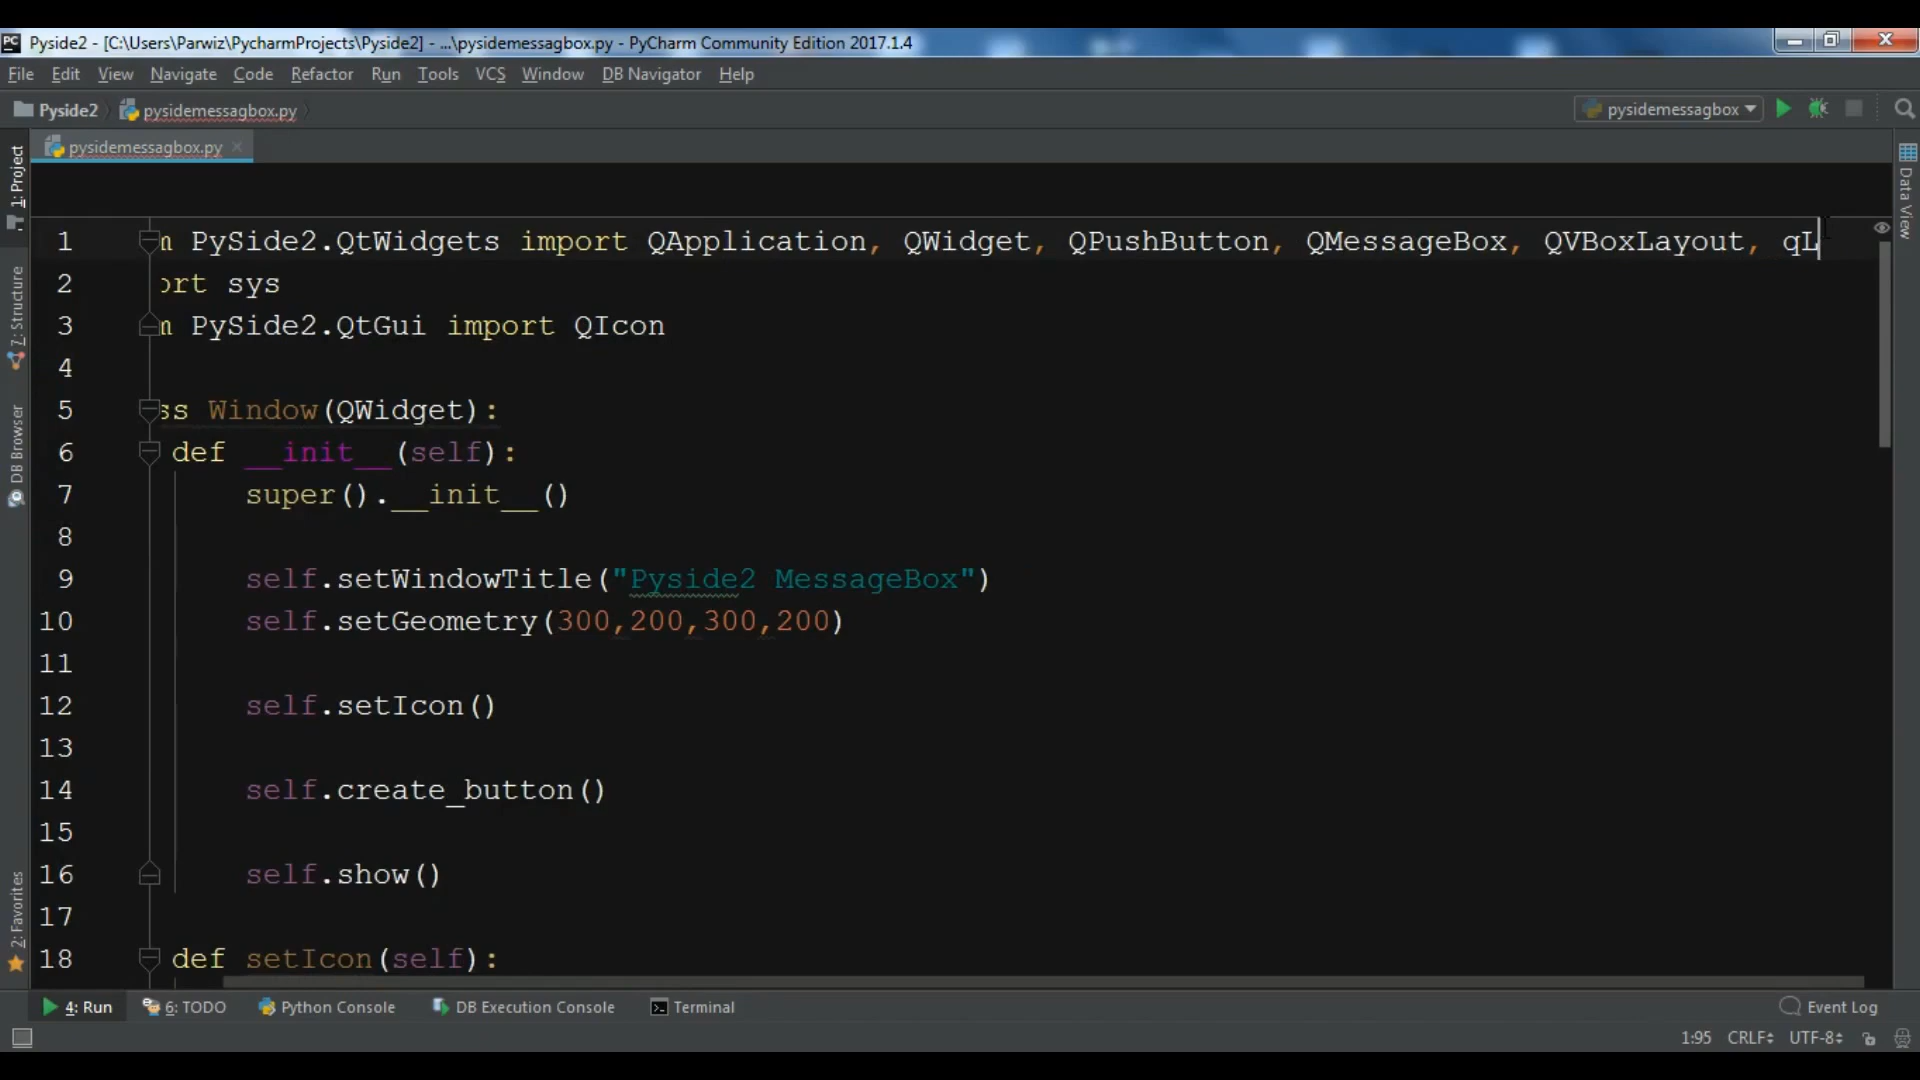 PC Pyside2 - [C:\Users\Parwiz\PycharmProjects\Pyside2] - ...\pysidemessagbox.py - PyCharm Community Edition 2017.1.4
File Edit View Navigate Code Refactor Run Tools VCS Window DB Navigator Help
Pyside2 pysidemessagbox.py pysidemessagbox
pysidemessagbox.py
1: Project
7: Structure
DB Browser
2: Favorites
Data View
1 m PySide2.QtWidgets import QApplication, QWidget, QPushButton, QMessageBox, QVBoxLayout, qL
2 ort sys
3 m PySide2.QtGui import QIcon
4
5 ss Window(QWidget):
6 def __init__(self):
7 super().__init__()
8
9 self.setWindowTitle("Pyside2 MessageBox")
10 self.setGeometry(300,200,300,200)
11
12 self.setIcon()
13
14 self.create_button()
15
16 self.show()
17
18 def setIcon(self):
4: Run 6: TODO Python Console DB Execution Console Terminal Event Log
1:95 CRLF UTF-8